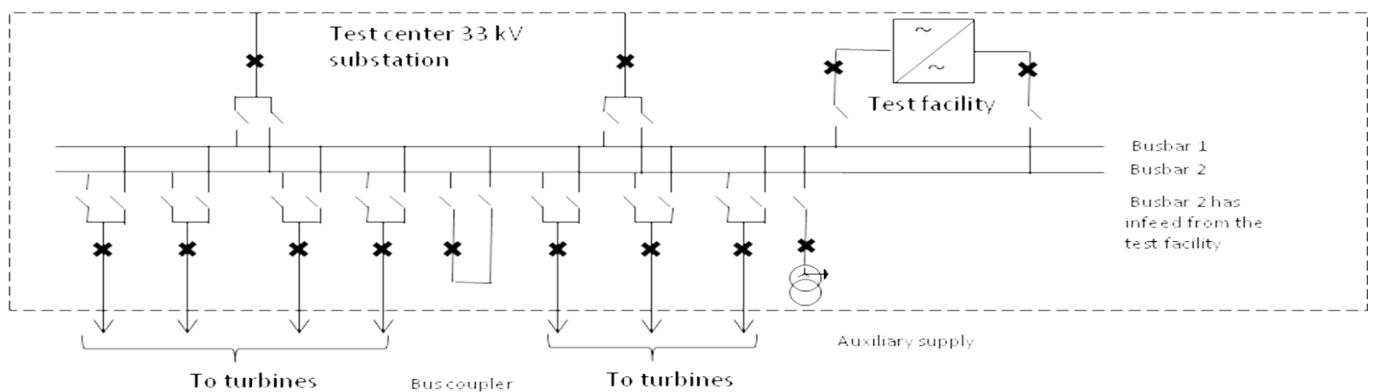 Test center 33 kV
substation
Test facility
Busbar 1
Busbar 2
Busbar 2 has
infeed from the
test facility
Auxiliary supply
To turbines
Bus coupler
To turbines